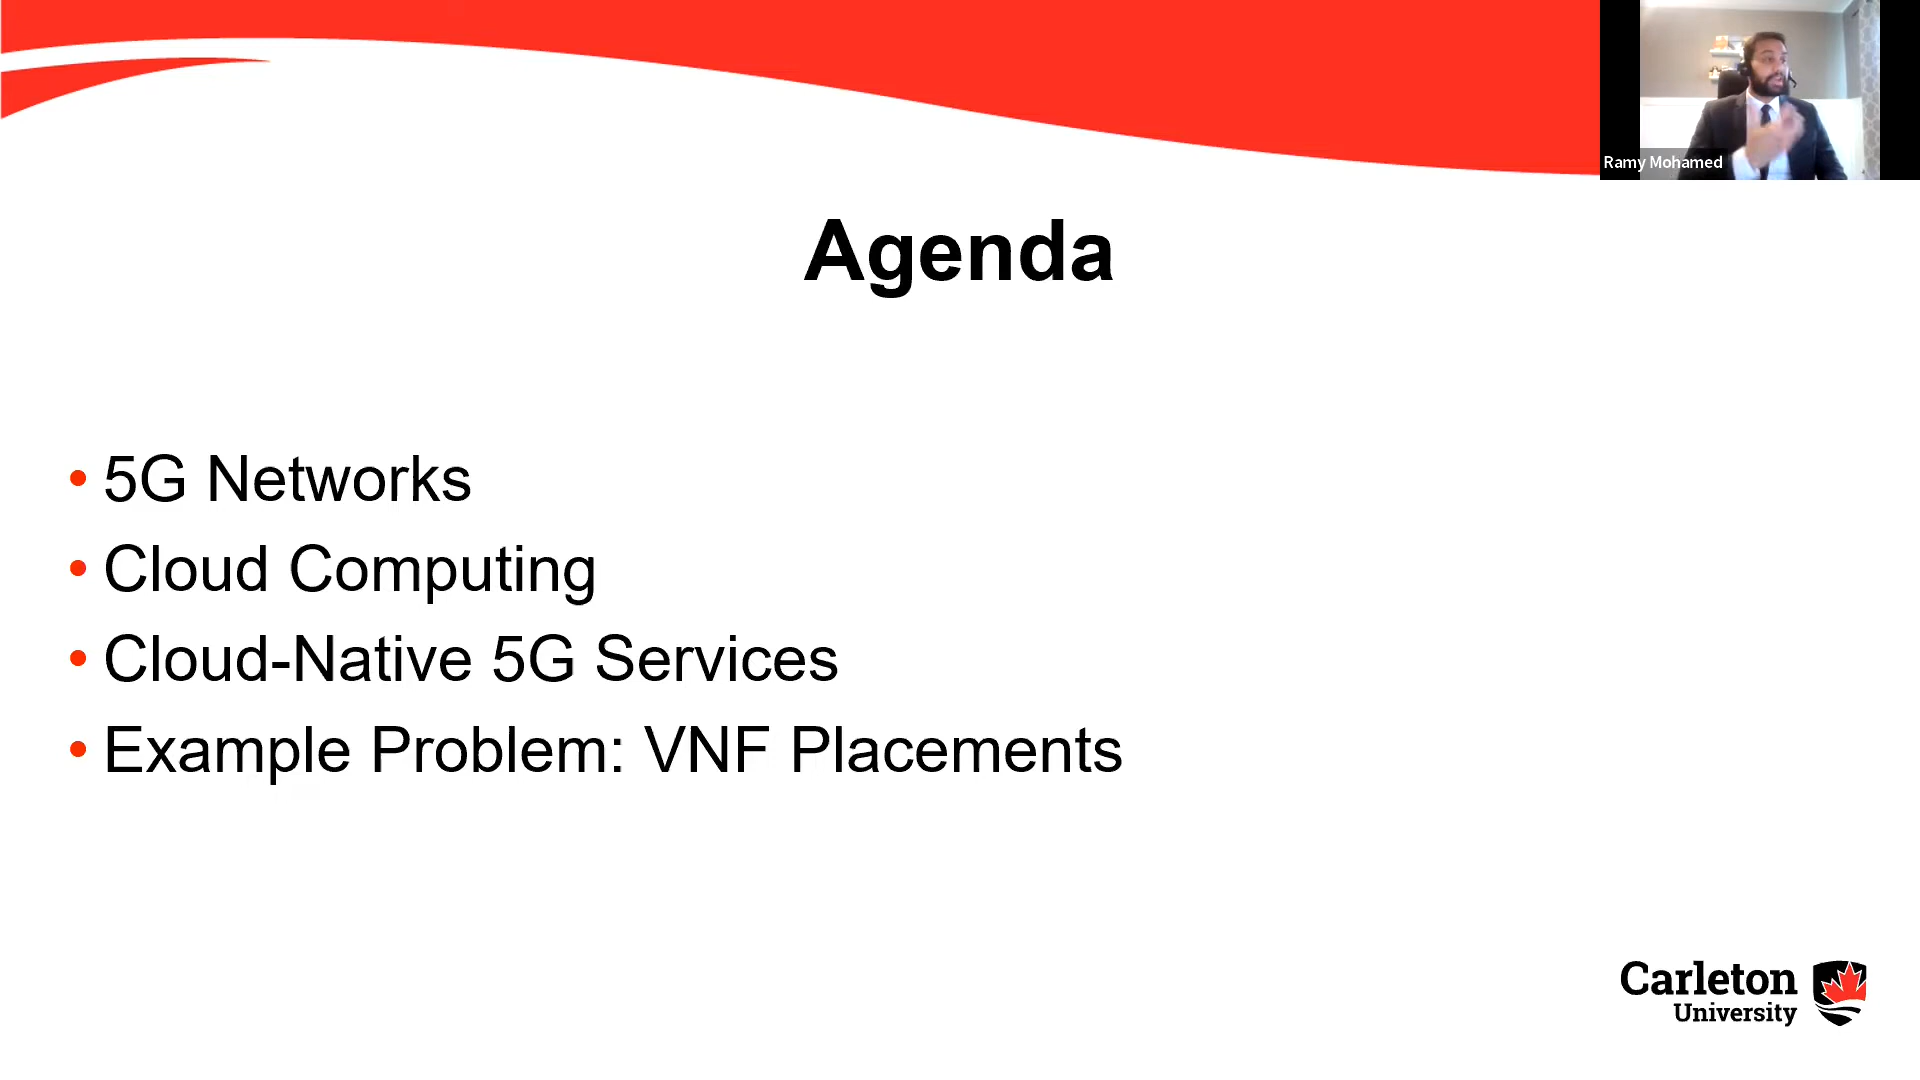 Ramy Mohamed
Agenda
• 5G Networks
• Cloud Computing
• Cloud-Native 5G Services
• Example Problem: VNF Placements
Carleton
University